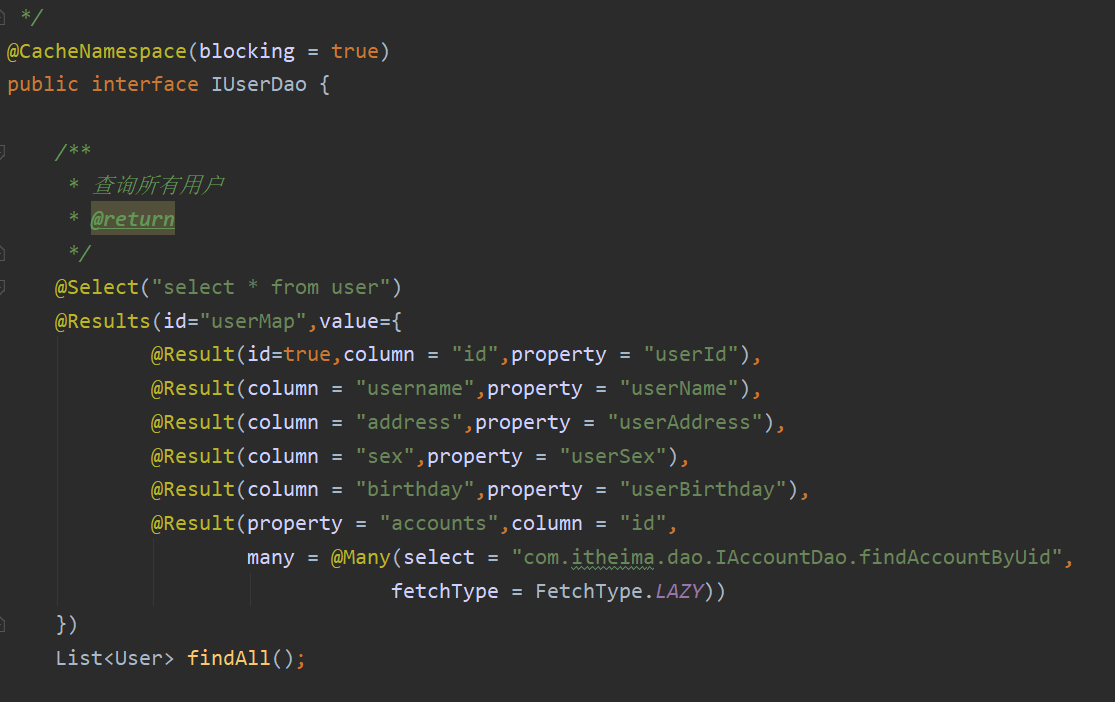 */
@CacheNamespace(blocking = true)
public interface IUserDao {
/**
* 查询所有用户
* @return
*/
@Select("select * from user")
@Results(id="userMap",value={
@Result(id=true,column = "id",property = "userId"),
@Result(column = "username",property = "userName"),
@Result(column = "address",property = "userAddress"),
@Result(column = "sex",property = "userSex"),
@Result(column = "birthday",property = "userBirthday"),
@Result(property = "accounts",column = "id",
many = @Many(select = "com.itheima.dao.IAccountDao.findAccountByUid",
fetchType = FetchType.LAZY))
})
List<User> findAll();